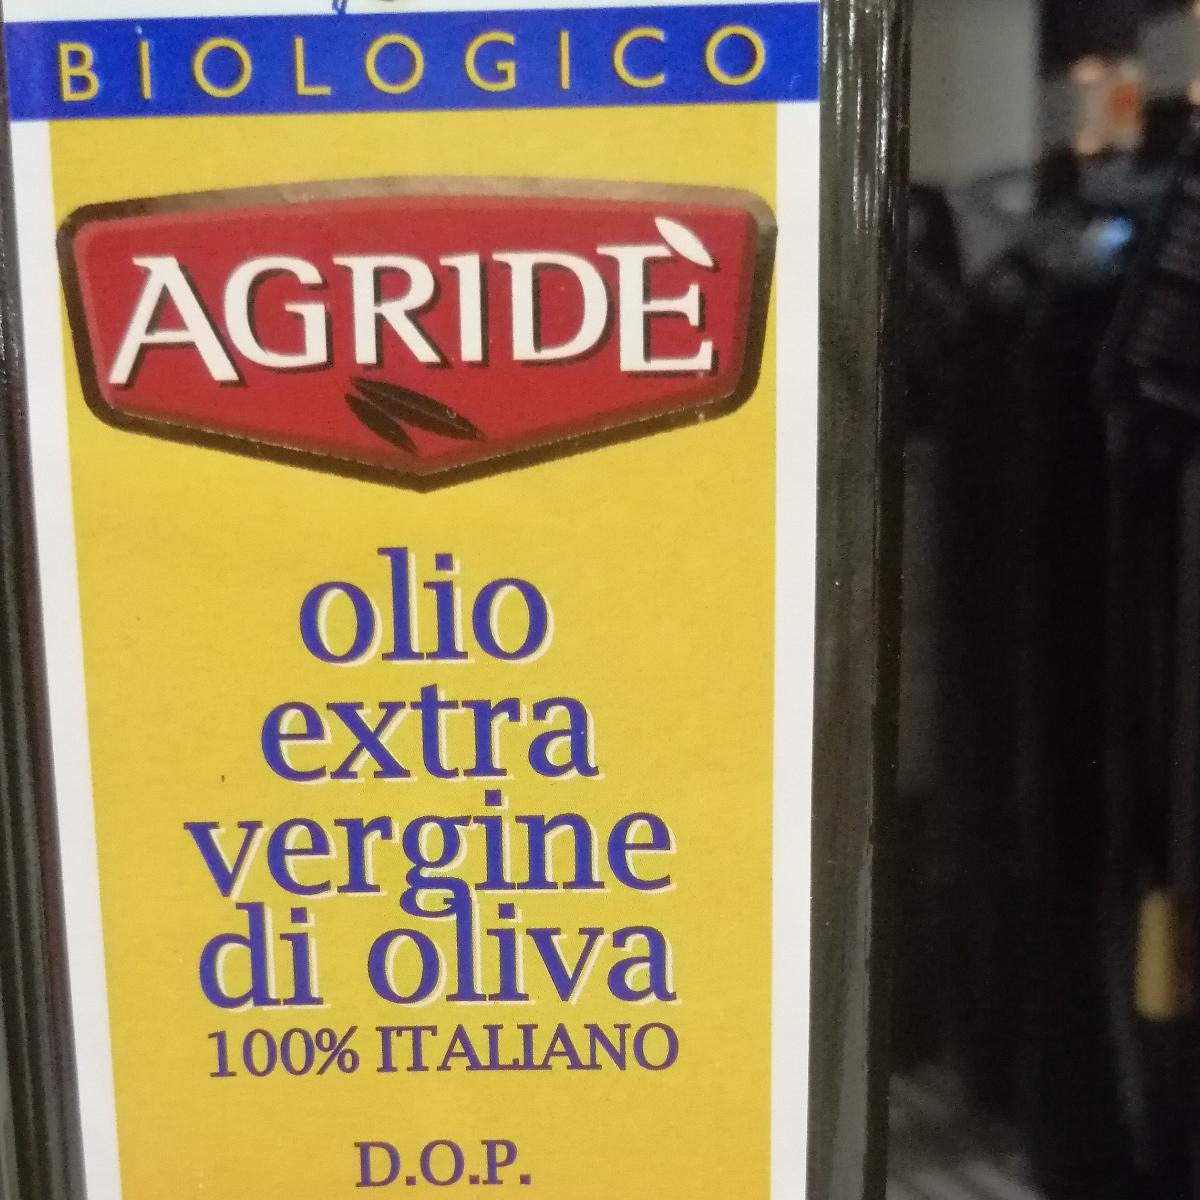 BIOLOGICO
AGRIDÈ
olio
extra
vergine
di oliva
100% ITALIANO
D.O.P.